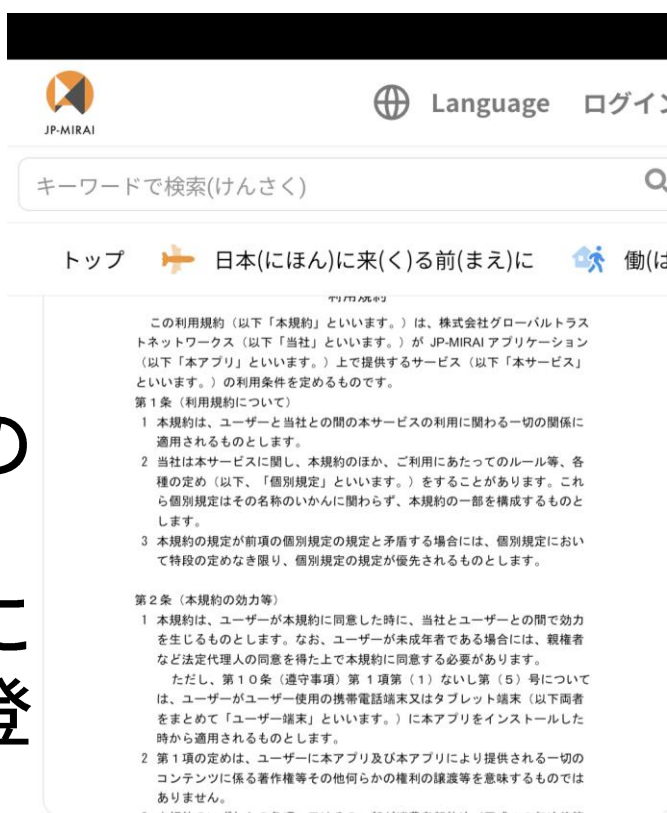 JP-MIRAI
Language ログイン
キーワードで検索(けんさく)
トップ 日本(にほん)に来(く)る前(まえ)に 働(は
利用規約
この利用規約（以下「本規約」といいます。）は、株式会社グローバルトラス
トネットワークス（以下「当社」といいます。）が JP-MIRAI アプリケーション
（以下「本アプリ」といいます。）上で提供するサービス（以下「本サービス」
といいます。）の利用条件を定めるものです。
第１条（利用規約について）
1 本規約は、ユーザーと当社との間の本サービスの利用に関わる一切の関係に
適用されるものとします。
2 当社は本サービスに関し、本規約のほか、ご利用にあたってのルール等、各
種の定め（以下、「個別規定」といいます。）をすることがあります。これ
ら個別規定はその名称のいかんに関わらず、本規約の一部を構成するものと
します。
3 本規約の規定が前項の個別規定の規定と矛盾する場合には、個別規定におい
て特段の定めなき限り、個別規定の規定が優先されるものとします。
第２条（本規約の効力等）
1 本規約は、ユーザーが本規約に同意した時に、当社とユーザーとの間で効力
を生じるものとします。なお、ユーザーが未成年者である場合には、親権者
など法定代理人の同意を得た上で本規約に同意する必要があります。
ただし、第１０条（遵守事項）第１項第（１）ないし第（５）号について
は、ユーザーがユーザー使用の携帯電話端末又はタブレット端末（以下両者
をまとめて「ユーザー端末」といいます。）に本アプリをインストールした
時から適用されるものとします。
2 第１項の定めは、ユーザーに本アプリ及び本アプリにより提供される一切の
コンテンツに係る著作権等その他何らかの権利の譲渡等を意味するものでは
ありません。
の
に
登